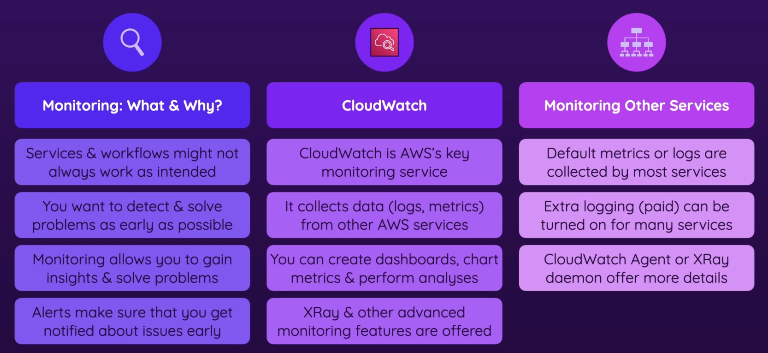 Monitoring: What & Why?
Services & workflows might not
always work as intended
You want to detect & solve
problems as early as possible
Monitoring allows you to gain
insights & solve problems
Alerts make sure that you get
notified about issues early
CloudWatch
CloudWatch is AWS's key
monitoring service
It collects data (logs, metrics)
from other AWS services
You can create dashboards, chart
metrics & perform analyses
XRay & other advanced
monitoring features are offered
Monitoring Other Services
Default metrics or logs are
collected by most services
Extra logging (paid) can be
turned on for many services
CloudWatch Agent or XRay
daemon offer more details